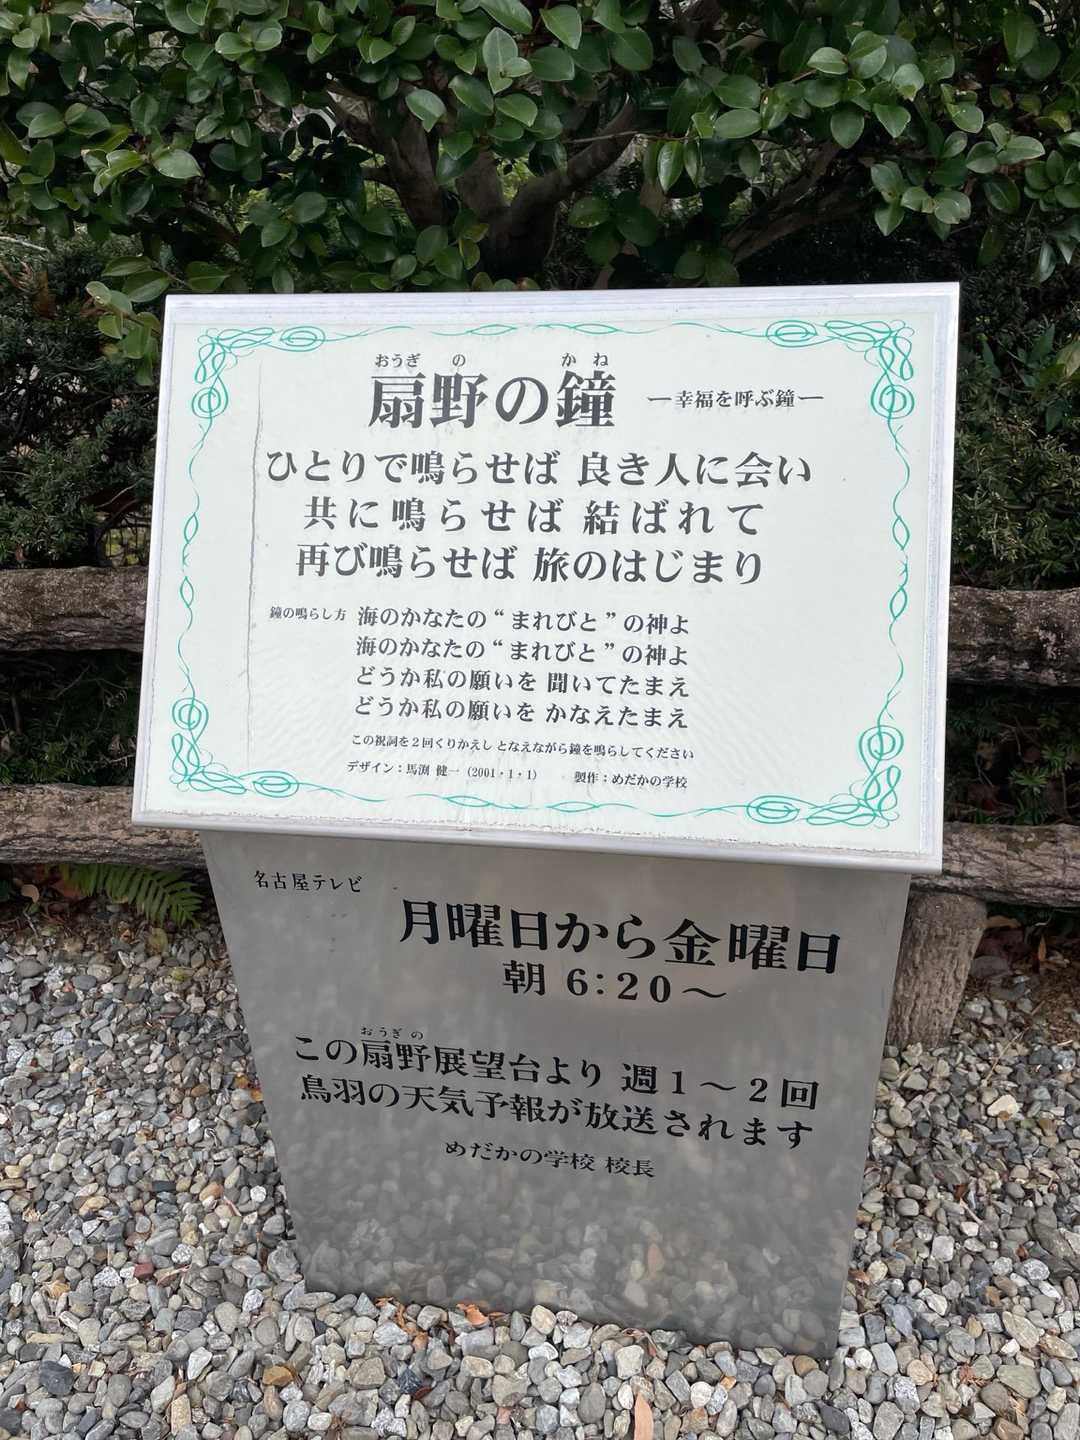 おうぎ の かね
扇野の鐘 ー幸福を呼ぶ鐘ー
ひとりで鳴らせば 良き人に会い
共に鳴らせば 結ばれて
再び鳴らせば 旅のはじまり
鐘の鳴らし方 海のかなたの“まれびと”の神よ
海のかなたの“まれびと”の神よ
どうか私の願いを 聞いてたまえ
どうか私の願いを かなえたまえ
この祝詞を2回くりかえし となえながら鐘を鳴らしてください
デザイン：馬渕 健一（2001・1・1） 製作：めだかの学校
名古屋テレビ
月曜日から金曜日
朝 6:20～
おうぎ の
この扇野展望台より 週1～2回
鳥羽の天気予報が放送されます
めだかの学校 校長